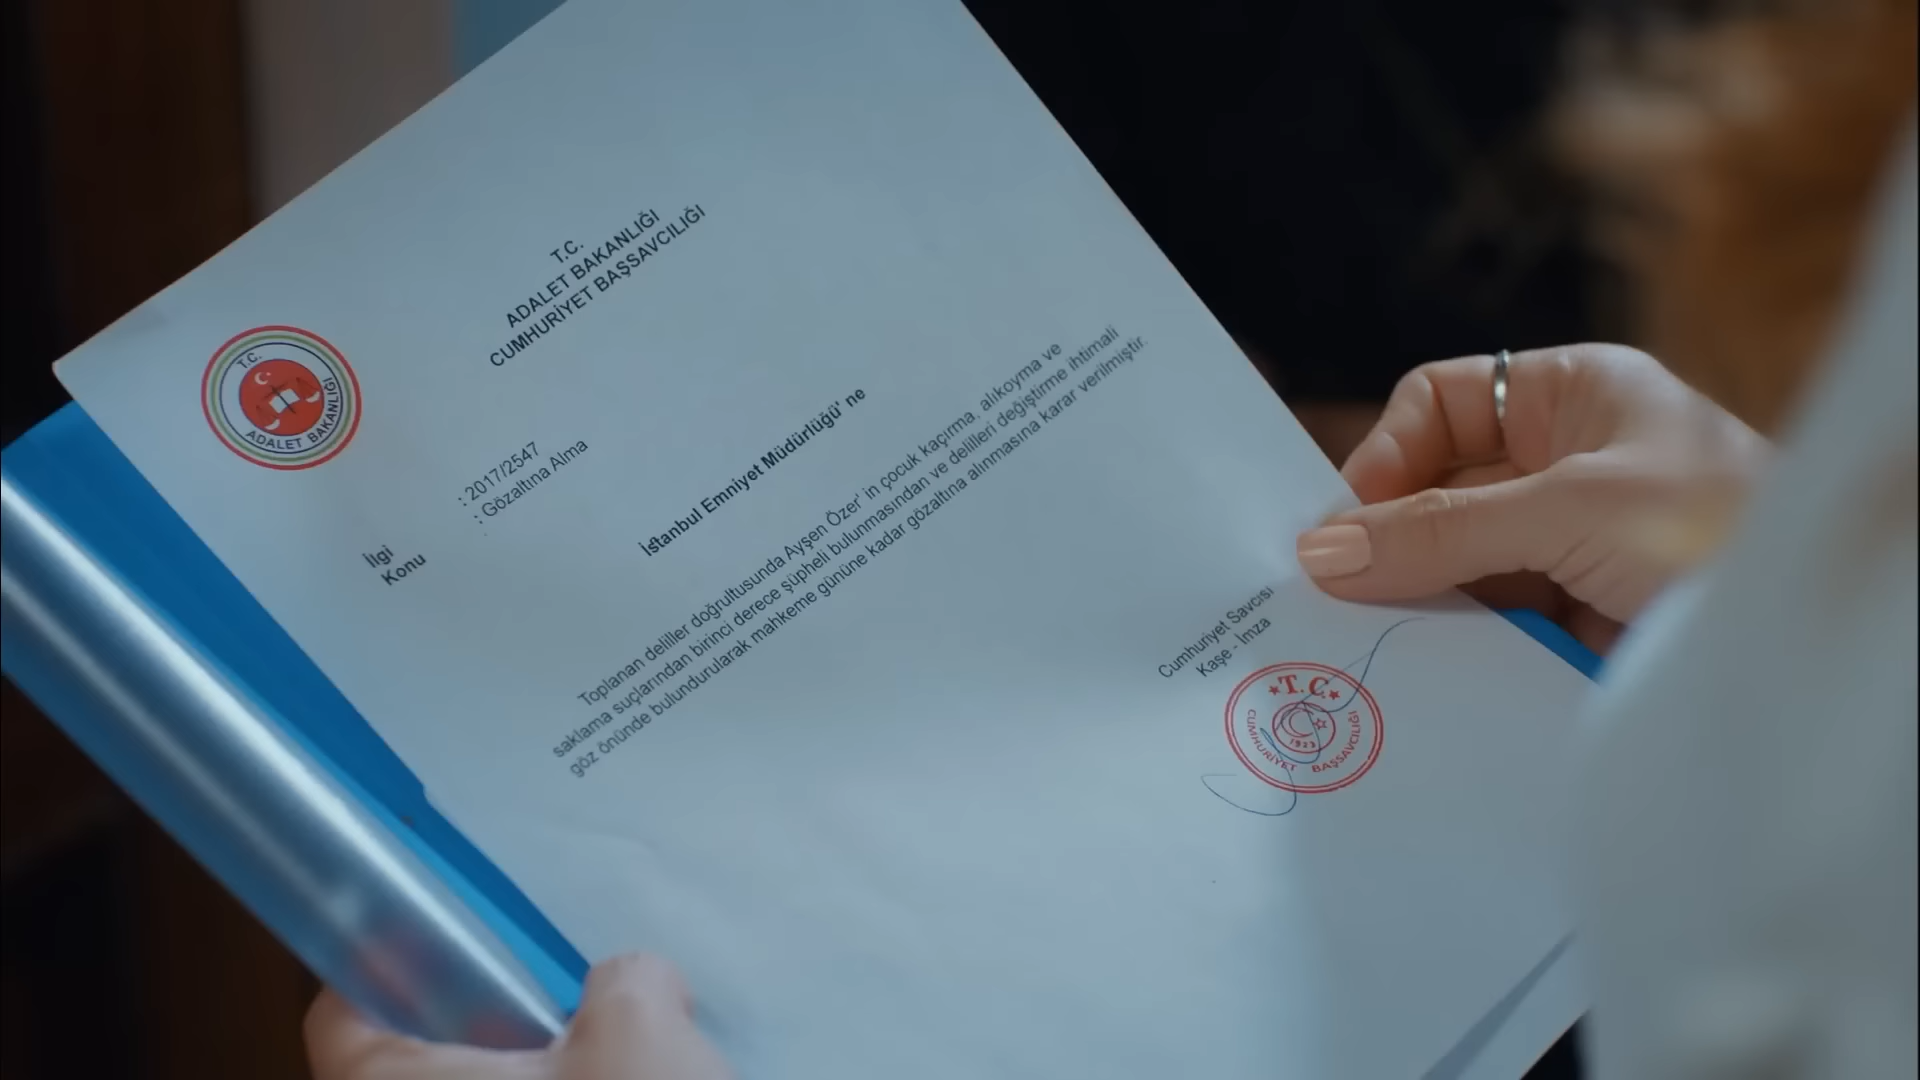 T.C.
ADALET BAKANLIĞI
CUMHURİYET BAŞSAVCILIĞI
T.C.
ADALET BAKANLIĞI
İlgi : 2017/2547
Konu : Gözaltına Alma
İstanbul Emniyet Müdürlüğü' ne
Toplanan deliller doğrultusunda Ayşen Özer' in çocuk kaçırma, alıkoyma ve
saklama suçlarından birinci derece şüpheli bulunmasından ve delilleri değiştirme ihtimali
göz önünde bulundurularak mahkeme gününe kadar gözaltına alınmasına karar verilmiştir.
Cumhuriyet Savcısı
Kaşe - İmza
T.C.
1923
CUMHURİYET BAŞSAVCILIĞI